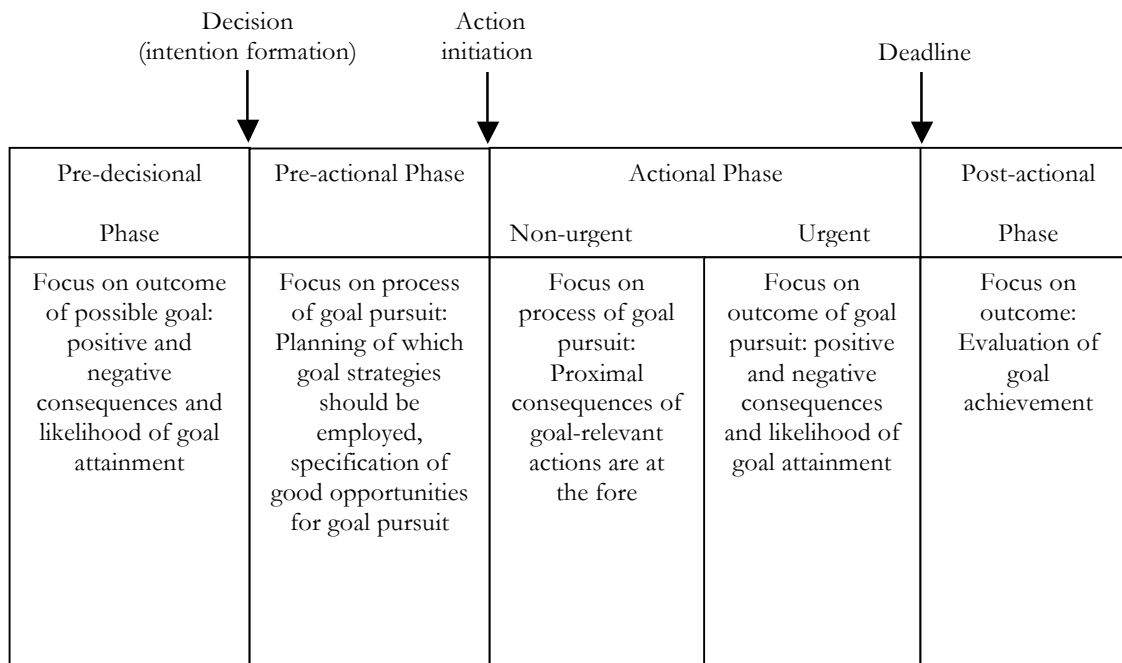 Decision
(intention formation)
Action
initiation
Deadline
Pre-decisional
Phase
Pre-actional Phase
Actional Phase
Non-urgent
Urgent
Post-actional
Phase
Focus on outcome
of possible goal:
positive and
negative
consequences and
likelihood of goal
attainment
Focus on process
of goal pursuit:
Planning of which
goal strategies
should be
employed,
specification of
good opportunities
for goal pursuit
Focus on
process of goal
pursuit:
Proximal
consequences of
goal-relevant
actions are at
the fore
Focus on
outcome of goal
pursuit: positive
and negative
consequences
and likelihood of
goal attainment
Focus on
outcome:
Evaluation of
goal
achievement